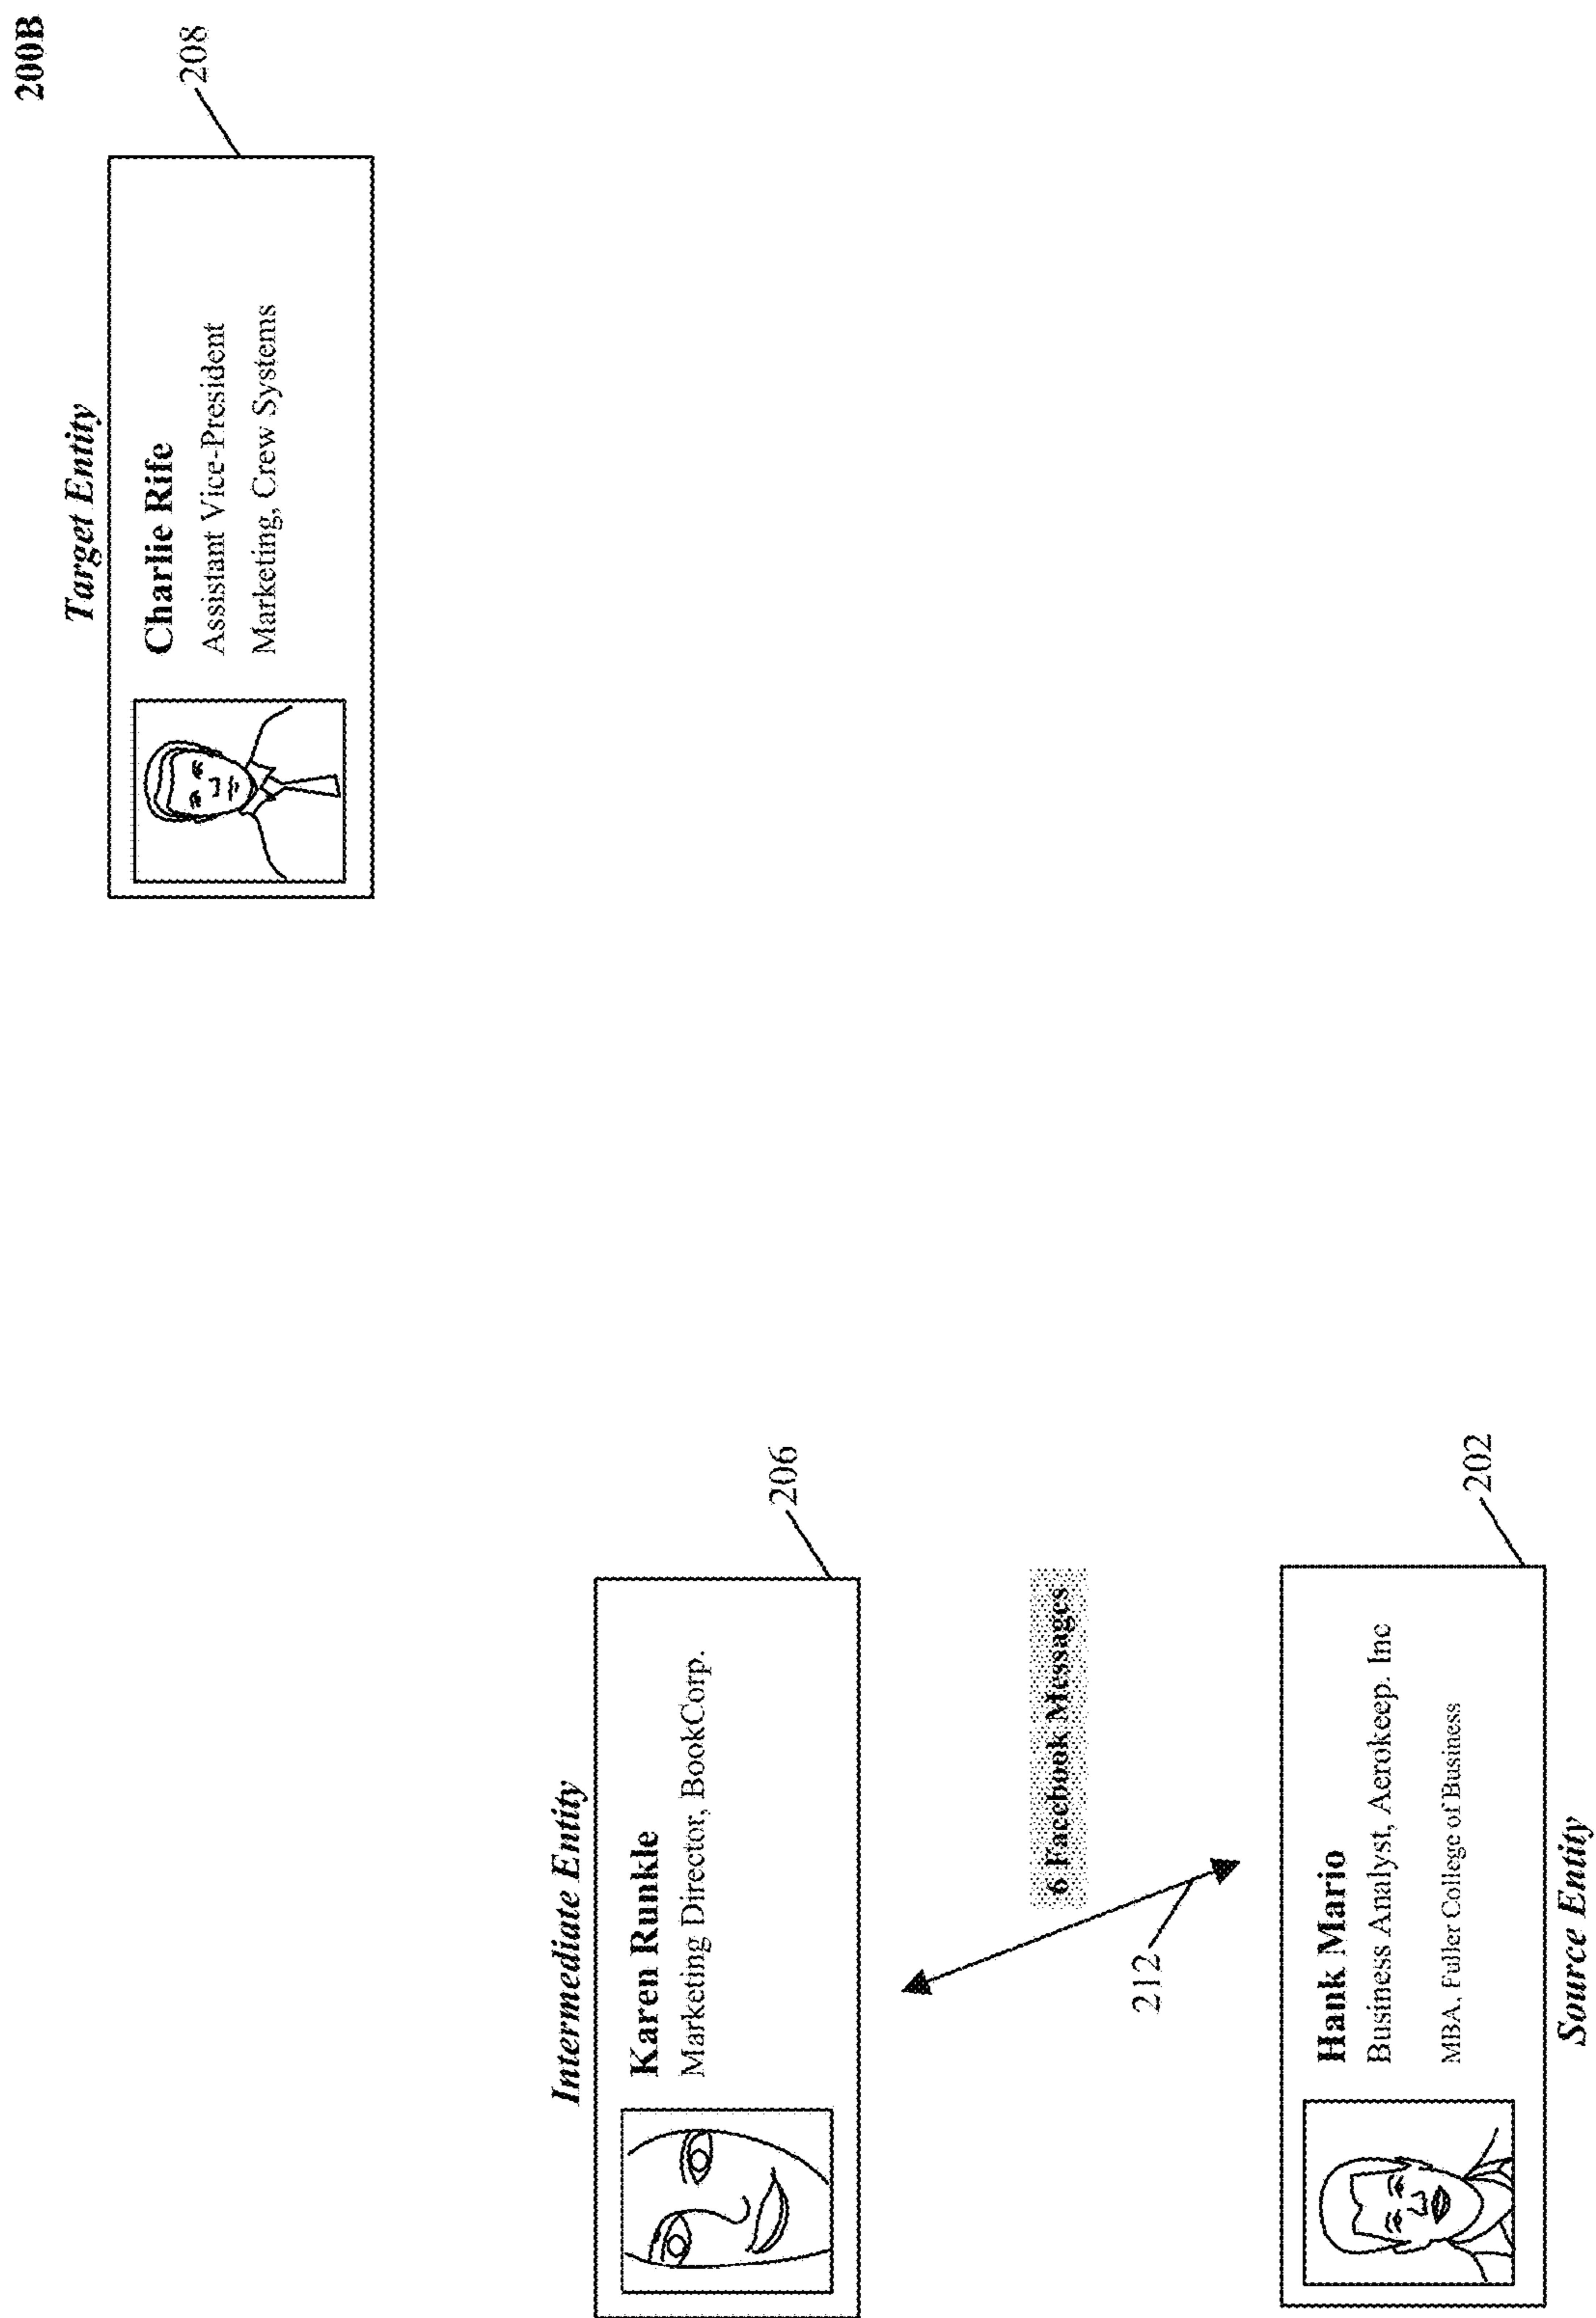 200B
Target Entity
208
Charlie Rife
Assistant Vice-President
Marketing, Crew Systems
Intermediate Entity
206
Karen Runkle
Marketing Director, BookCorp.
6 Facebook Messages
212
202
Hank Mario
Business Analyst, Aerokeep. Inc
MBA, Fuller College of Business
Source Entity